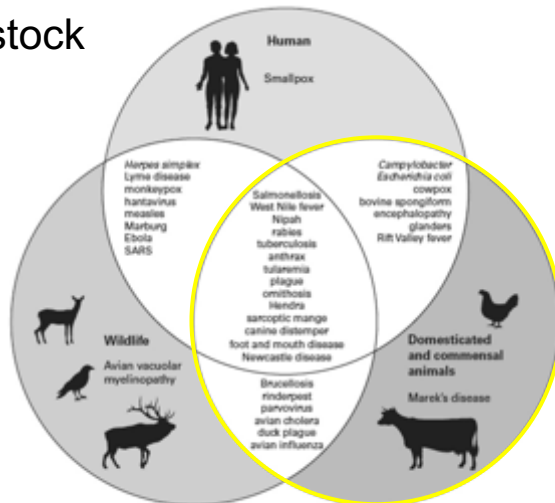 stock
Human
Smallpox
Herpes simplex
Lyme disease
monkeypox
hantavirus
measles
Marburg
Ebola
SARS
Salmonellosis
West Nile fever
Nipah
rabies
tuberculosis
anthrax
tularemia
plague
ornithosis
Hendra
sarcoptic mange
canine distemper
foot and mouth disease
Newcastle disease
Campylobacter
Escherichia coli
cowpox
bovine spongiform
encephalopathy
glanders
Rift Valley fever
Wildlife
Avian vacuolar
myelinopathy
Domesticated
and commensal
animals
Marek's disease
Brucellosis
rinderpest
parvovirus
avian cholera
duck plague
avian influenza